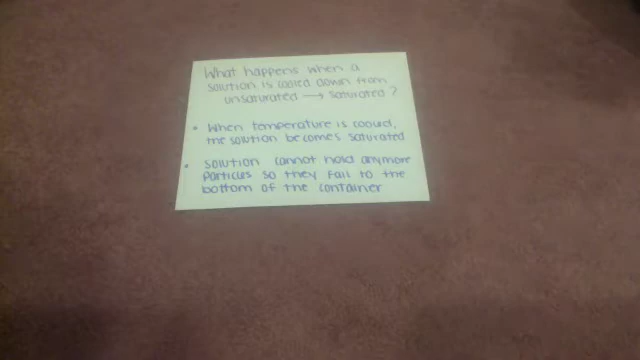 What happens when a
solution is cooled down from
unsaturated → saturated ?
• When temperature is cooled,
the solution becomes saturated
• solution cannot hold anymore
particles so they fall to the
bottom of the container